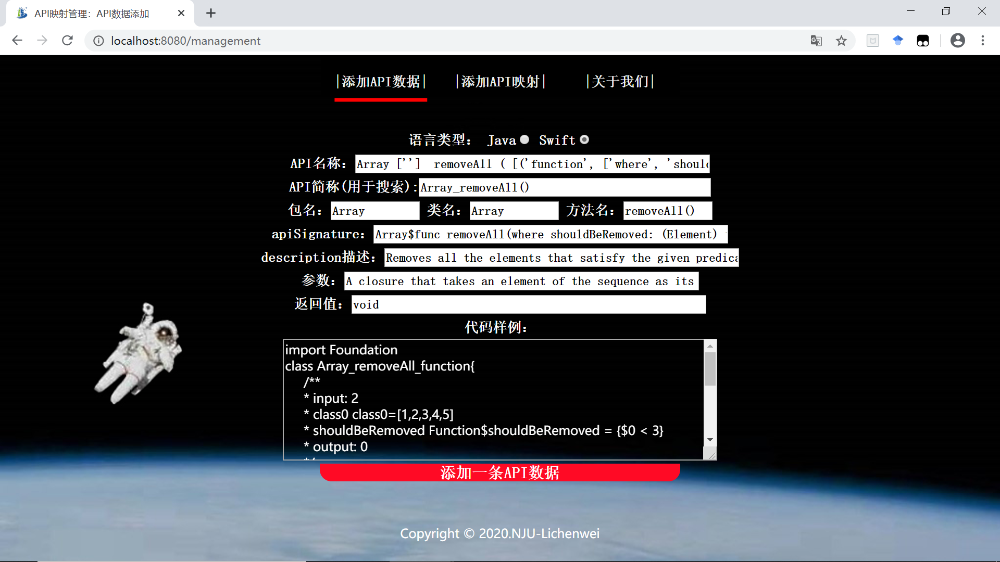 API映射管理：API数据添加
localhost:8080/management
|添加API数据| |添加API映射| |关于我们|
语言类型： Java Swift
API名称： Array [''] removeAll ( [('function', ['where', 'should
API简称(用于搜索): Array_removeAll()
包名： Array 类名： Array 方法名： removeAll()
apiSignature： Array$func removeAll(where shouldBeRemoved: (Element)
description描述： Removes all the elements that satisfy the given predica
参数： A closure that takes an element of the sequence as its
返回值： void
代码样例：
import Foundation
class Array_removeAll_function{
/**
* input: 2
* class0 class0=[1,2,3,4,5]
* shouldBeRemoved Function$shouldBeRemoved = {$0 < 3}
* output: 0
添加一条API数据
Copyright © 2020.NJU-Lichenwei